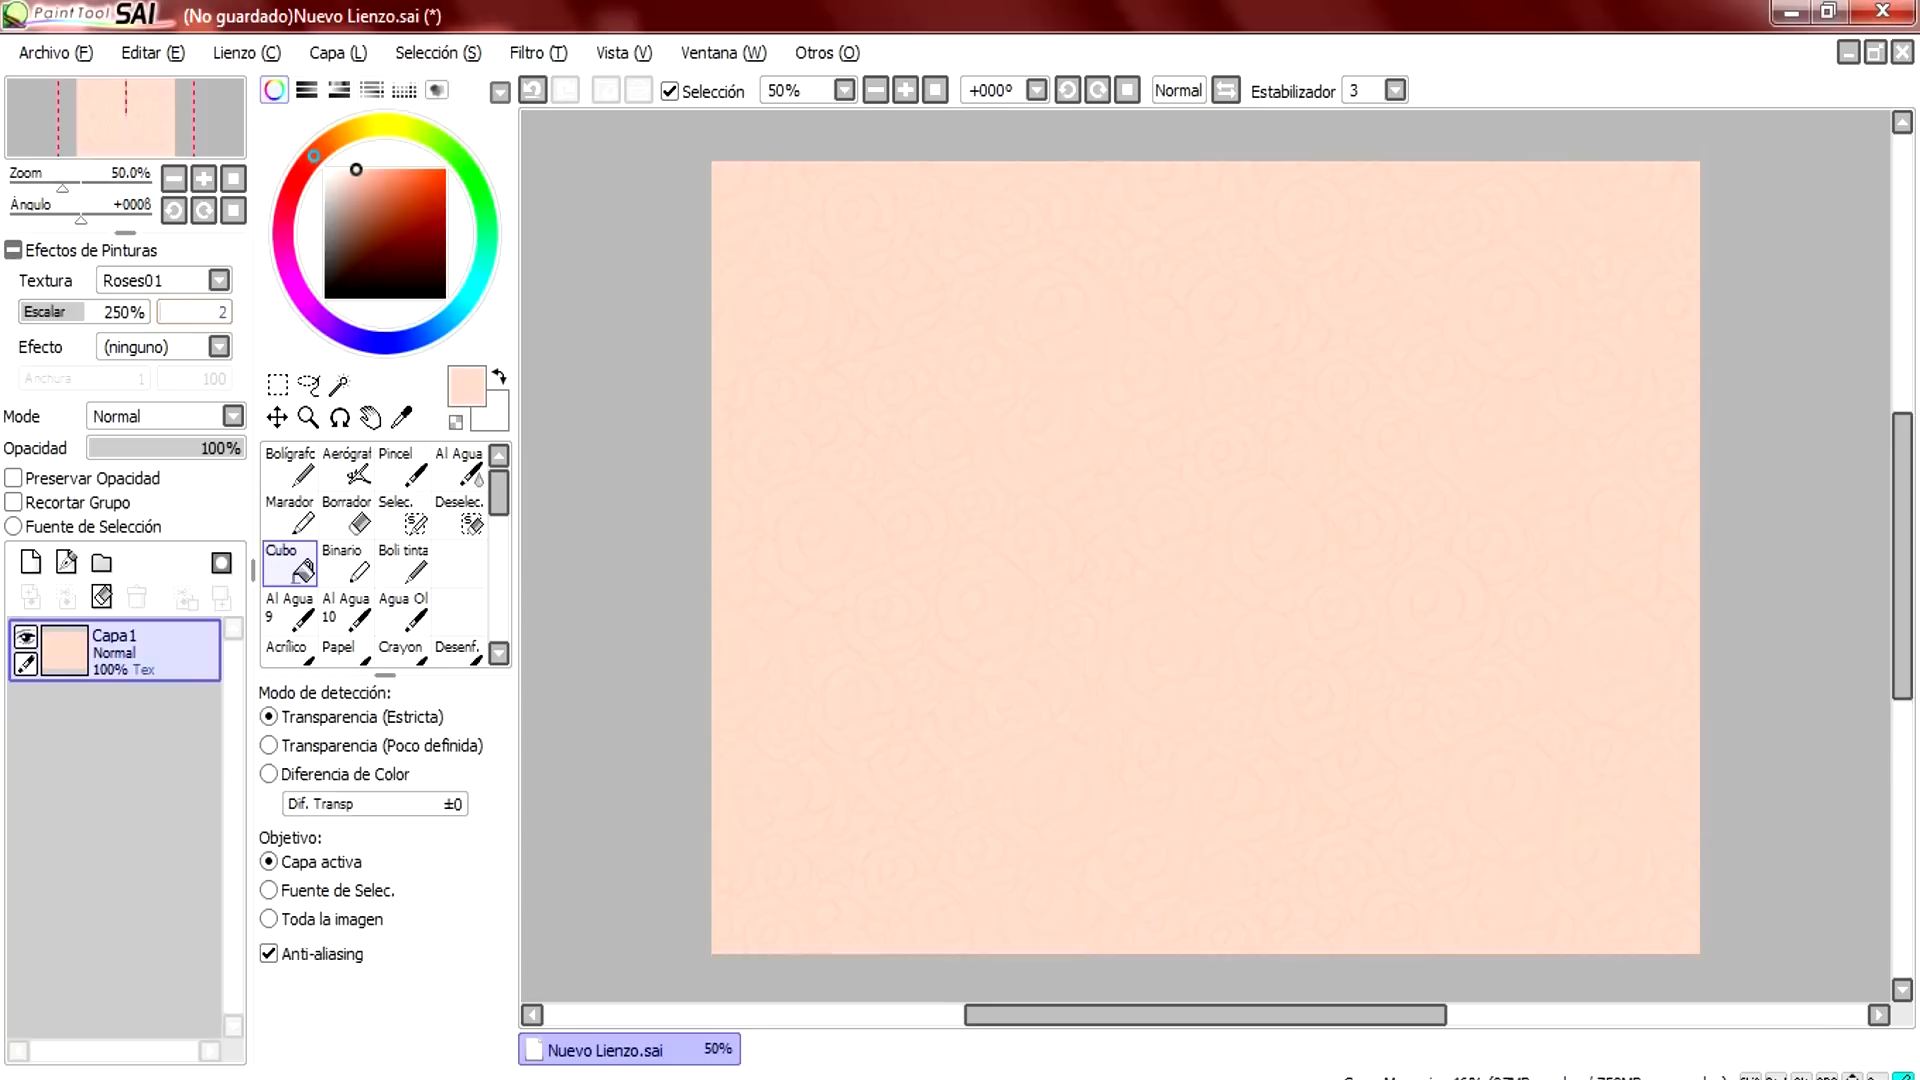 PaintTool SAI (No guardado)Nuevo Lienzo.sai (*)
Archivo (F) Editar (E) Lienzo (C) Capa (L) Selección (S) Filtro (T) Vista (V) Ventana (W) Otros (O)
Selección 50% +000º Normal Estabilizador 3
Zoom 50.0%
Ángulo +000ß
Efectos de Pinturas
Textura Roses01
Escalar 250% 2
Efecto (ninguno)
Anchura 1 100
Mode Normal
Opacidad 100%
Preservar Opacidad
Recortar Grupo
Fuente de Selección
Capa1
Normal
100% Tex
Bolígrafc Aerógraf Pincel Al Agua
Marador Borrador Selec. Deselec.
Cubo Binario Boli tinta
Al Agua 9 Al Agua 10 Agua Ol
Acrílico Papel Crayon Desenf.
Modo de detección:
Transparencia (Estricta)
Transparencia (Poco definida)
Diferencia de Color
Dif. Transp ±0
Objetivo:
Capa activa
Fuente de Selec.
Toda la imagen
Anti-aliasing
Nuevo Lienzo.sai 50%